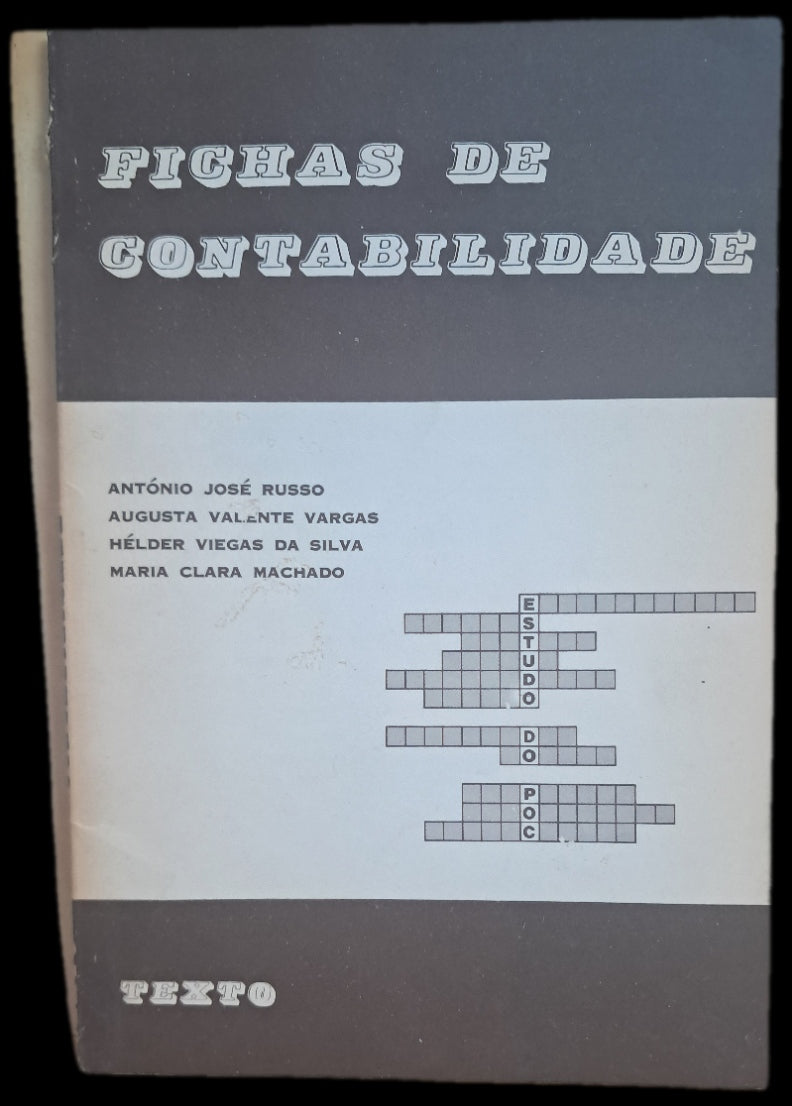 FICHAS DE
CONTABILIDADE
ANTÓNIO JOSÉ RUSSO
AUGUSTA VALENTE VARGAS
HÉLDER VIEGAS DA SILVA
MARIA CLARA MACHADO
ESTUDO
DO
POC
TEXTO